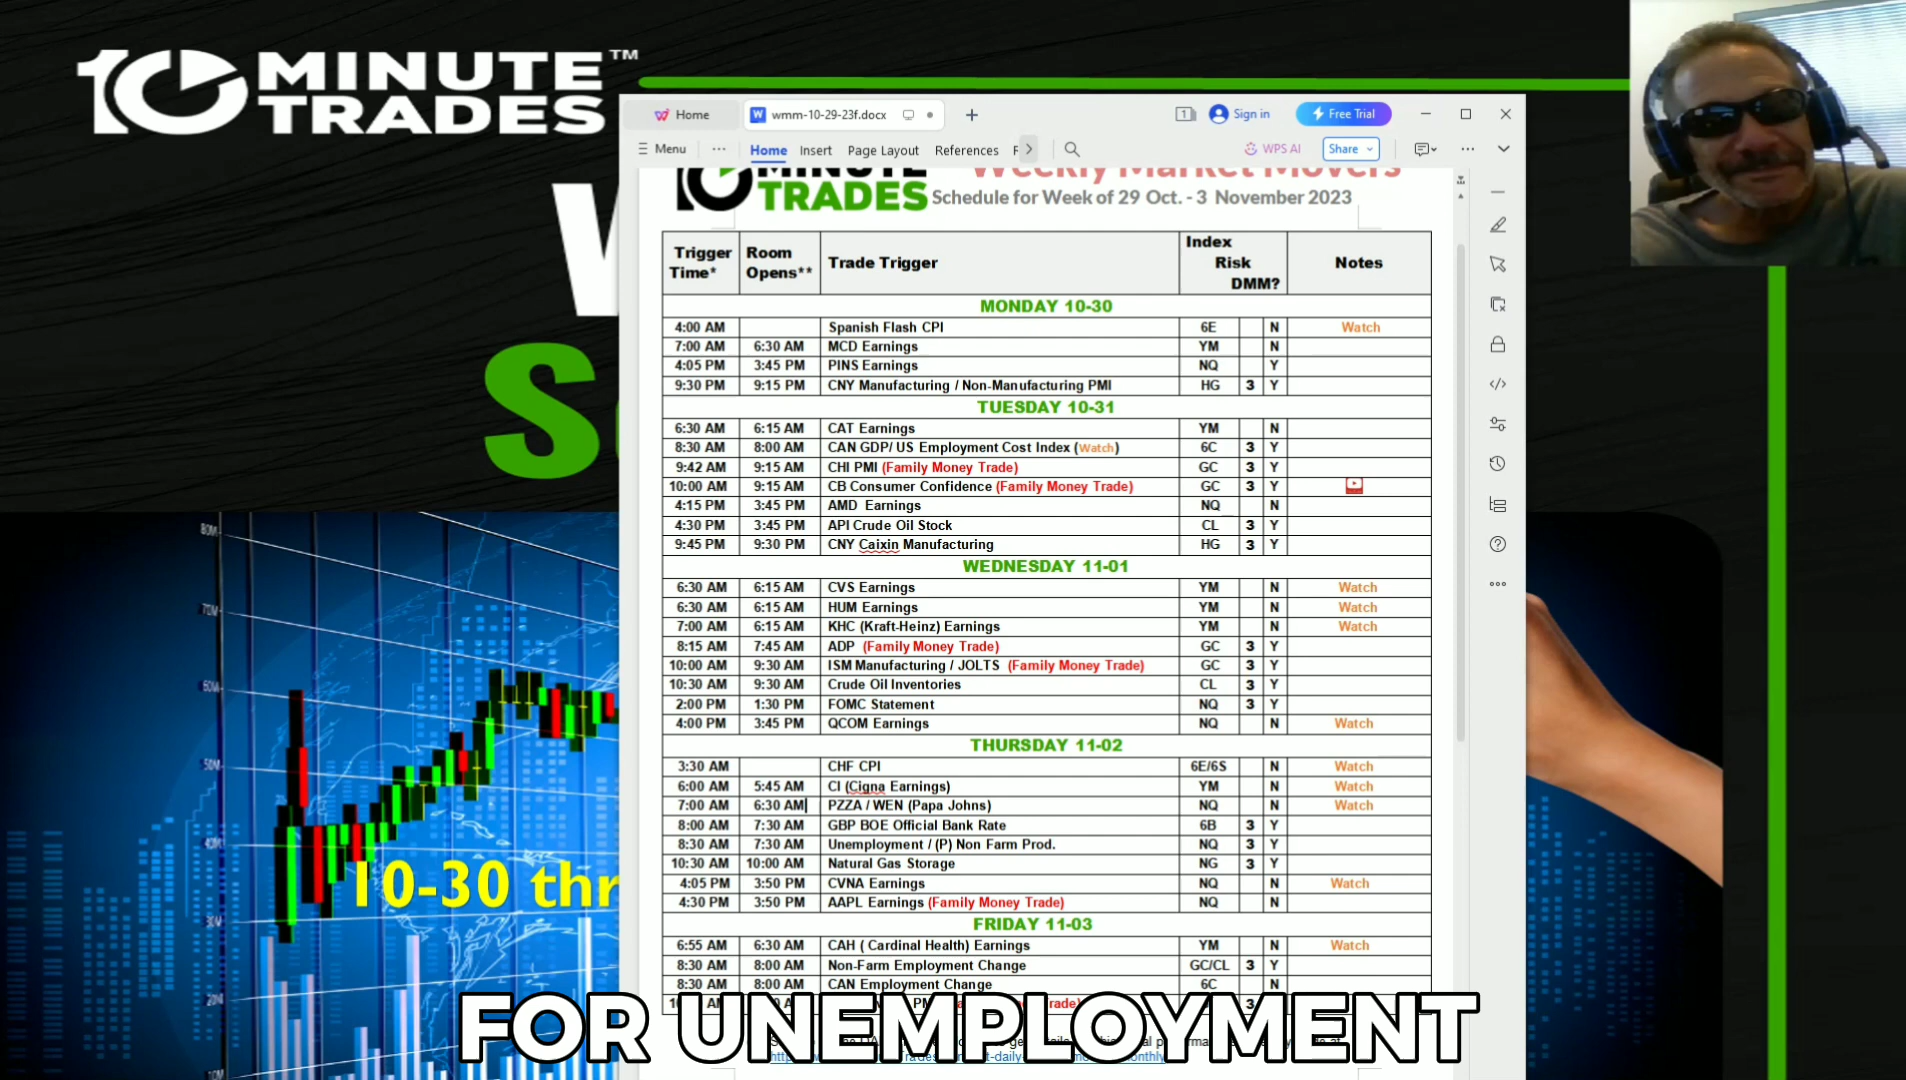 10 MINUTE TRADES™
Home
wmm-10-29-23f.docx
Sign in
Free Trial
Menu
Home Insert Page Layout References
WPS AI
Share
10 MINUTE TRADES
Weekly Market Movers
Schedule for Week of 29 Oct. - 3 November 2023
Trigger Time* Room Opens** Trade Trigger Index Risk DMM? Notes
MONDAY 10-30
4:00 AM Spanish Flash CPI 6E N Watch
7:00 AM 6:30 AM MCD Earnings YM N
4:05 PM 3:45 PM PINS Earnings NQ Y
9:30 PM 9:15 PM CNY Manufacturing / Non-Manufacturing PMI HG 3 Y
TUESDAY 10-31
6:30 AM 6:15 AM CAT Earnings YM N
8:30 AM 8:00 AM CAN GDP/ US Employment Cost Index (Watch) 6C 3 Y
9:42 AM 9:15 AM CHI PMI (Family Money Trade) GC 3 Y
10:00 AM 9:15 AM CB Consumer Confidence (Family Money Trade) GC 3 Y
4:15 PM 3:45 PM AMD Earnings NQ N
4:30 PM 3:45 PM API Crude Oil Stock CL 3 Y
9:45 PM 9:30 PM CNY Caixin Manufacturing HG 3 Y
WEDNESDAY 11-01
6:30 AM 6:15 AM CVS Earnings YM N Watch
6:30 AM 6:15 AM HUM Earnings YM N Watch
7:00 AM 6:15 AM KHC (Kraft-Heinz) Earnings YM N Watch
8:15 AM 7:45 AM ADP (Family Money Trade) GC 3 Y
10:00 AM 9:30 AM ISM Manufacturing / JOLTS (Family Money Trade) GC 3 Y
10:30 AM 9:30 AM Crude Oil Inventories CL 3 Y
2:00 PM 1:30 PM FOMC Statement NQ 3 Y
4:00 PM 3:45 PM QCOM Earnings NQ N Watch
THURSDAY 11-02
3:30 AM CHF CPI 6E/6S N Watch
6:00 AM 5:45 AM CI (Cigna Earnings) YM N Watch
7:00 AM 6:30 AM PZZA / WEN (Papa Johns) NQ N Watch
8:00 AM 7:30 AM GBP BOE Official Bank Rate 6B 3 Y
8:30 AM 7:30 AM Unemployment / (P) Non Farm Prod. NQ 3 Y
10:30 AM 10:00 AM Natural Gas Storage NG 3 Y
4:05 PM 3:50 PM CVNA Earnings NQ N Watch
4:30 PM 3:50 PM AAPL Earnings (Family Money Trade) NQ N
FRIDAY 11-03
6:55 AM 6:30 AM CAH ( Cardinal Health) Earnings YM N Watch
8:30 AM 8:00 AM Non-Farm Employment Change GC/CL 3 Y
8:30 AM 8:00 AM CAN Employment Change 6C N
80M
70M
60M
50M
40M
30M
20M
10M
10-30 thr
FOR UNEMPLOYMENT